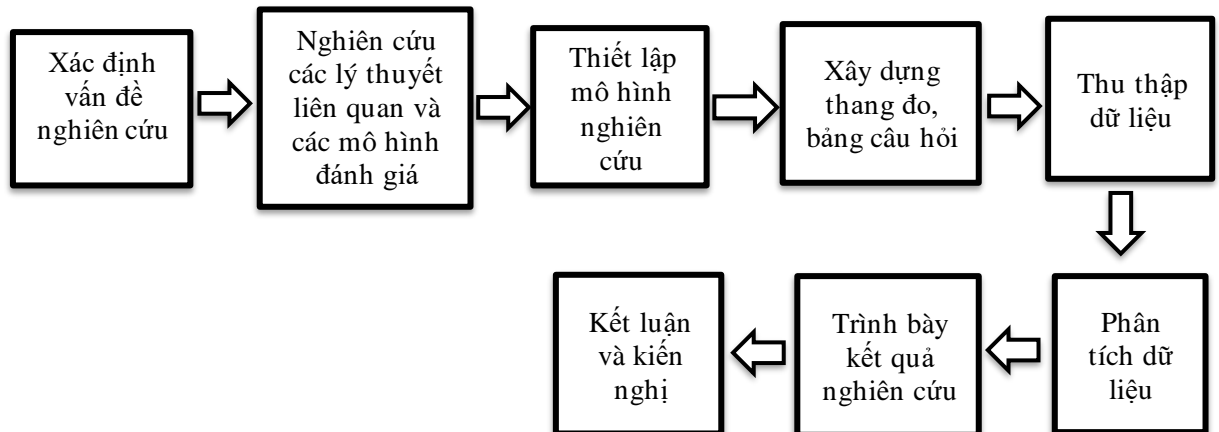 Xác định
vấn đề
nghiên cứu
Nghiên cứu
các lý thuyết
liên quan và
các mô hình
đánh giá
Thiết lập
mô hình
nghiên
cứu
Xây dựng
thang đo,
bảng câu hỏi
Thu thập
dữ liệu
Phân
tích dữ
liệu
Trình bày
kết quả
nghiên cứu
Kết luận
và kiến
nghị